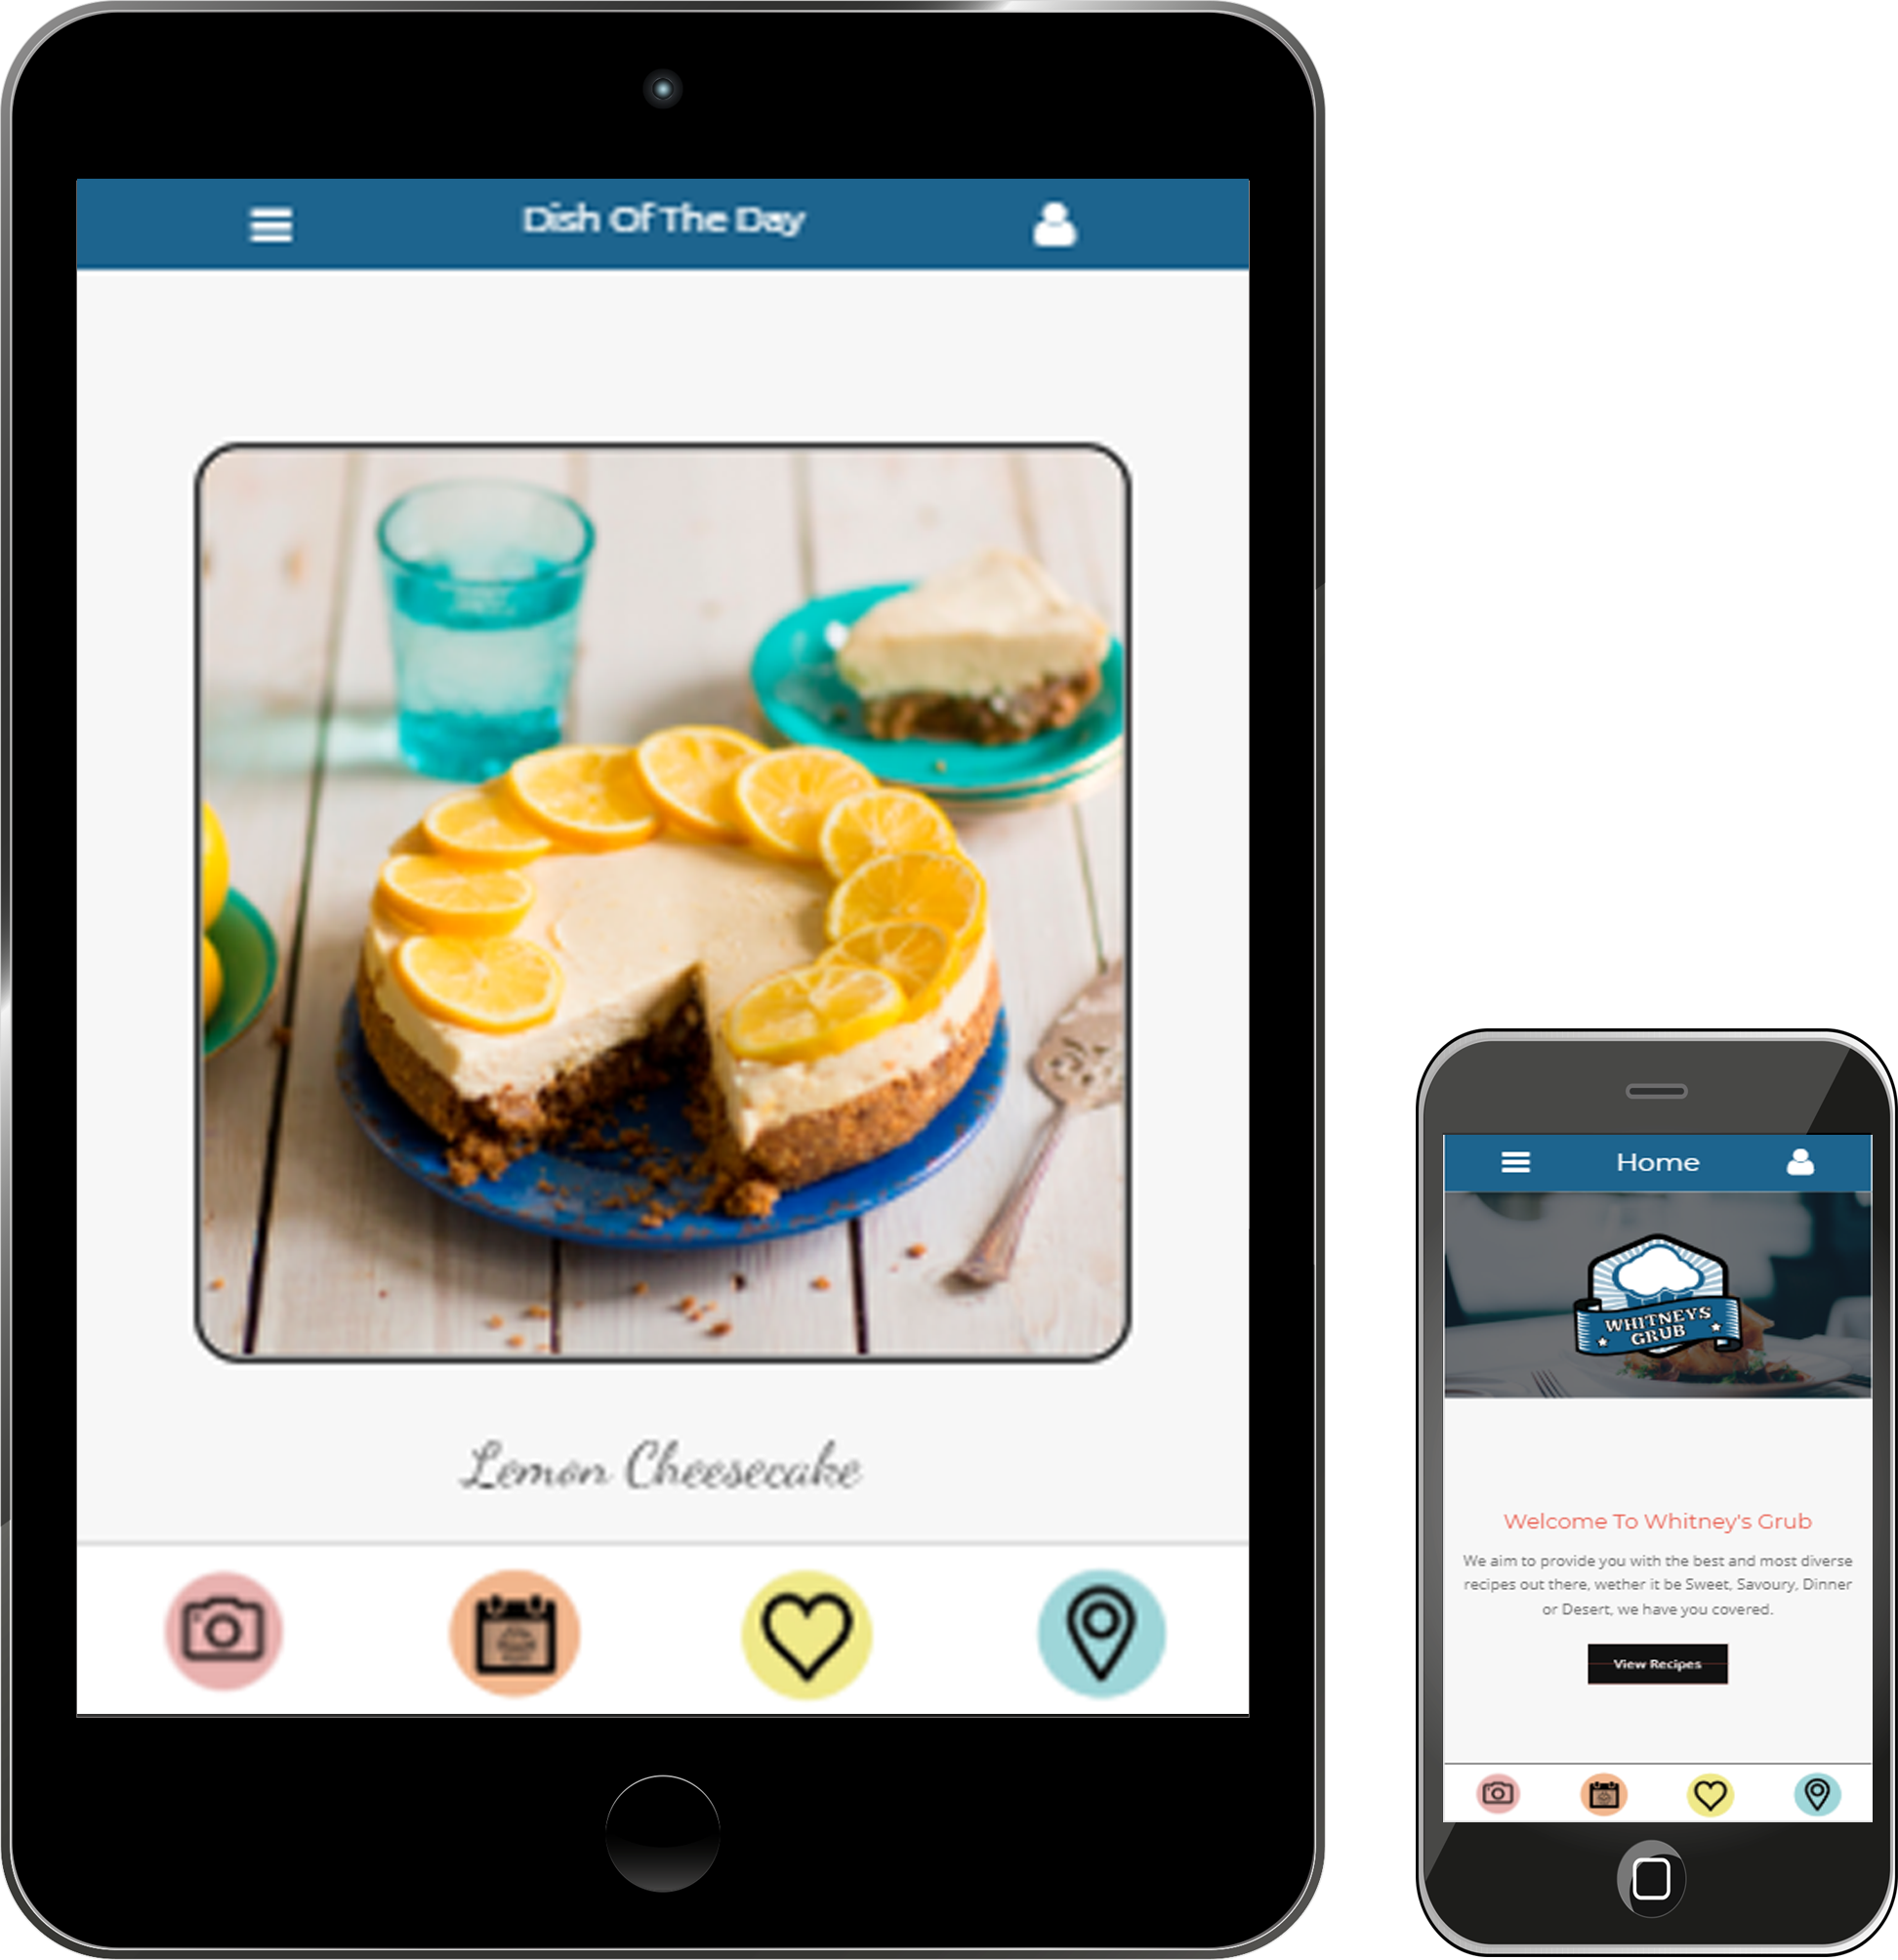 Dish Of The Day
Lemon Cheesecake
Home
WHITNEYS
GRUB
Welcome To Whitney's Grub
We aim to provide you with the best and most diverse
recipes out there, wether it be Sweet, Savoury, Dinner
or Desert, we have you covered.
View Recipes